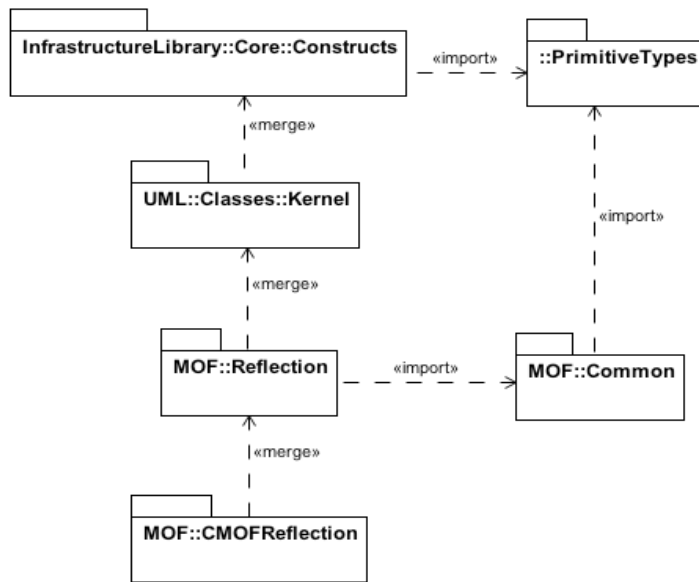 InfrastructureLibrary::Core::Constructs
«import»
::PrimitiveTypes
«merge»
UML::Classes::Kernel
«import»
«merge»
MOF::Reflection
«import»
MOF::Common
«merge»
MOF::CMOFReflection